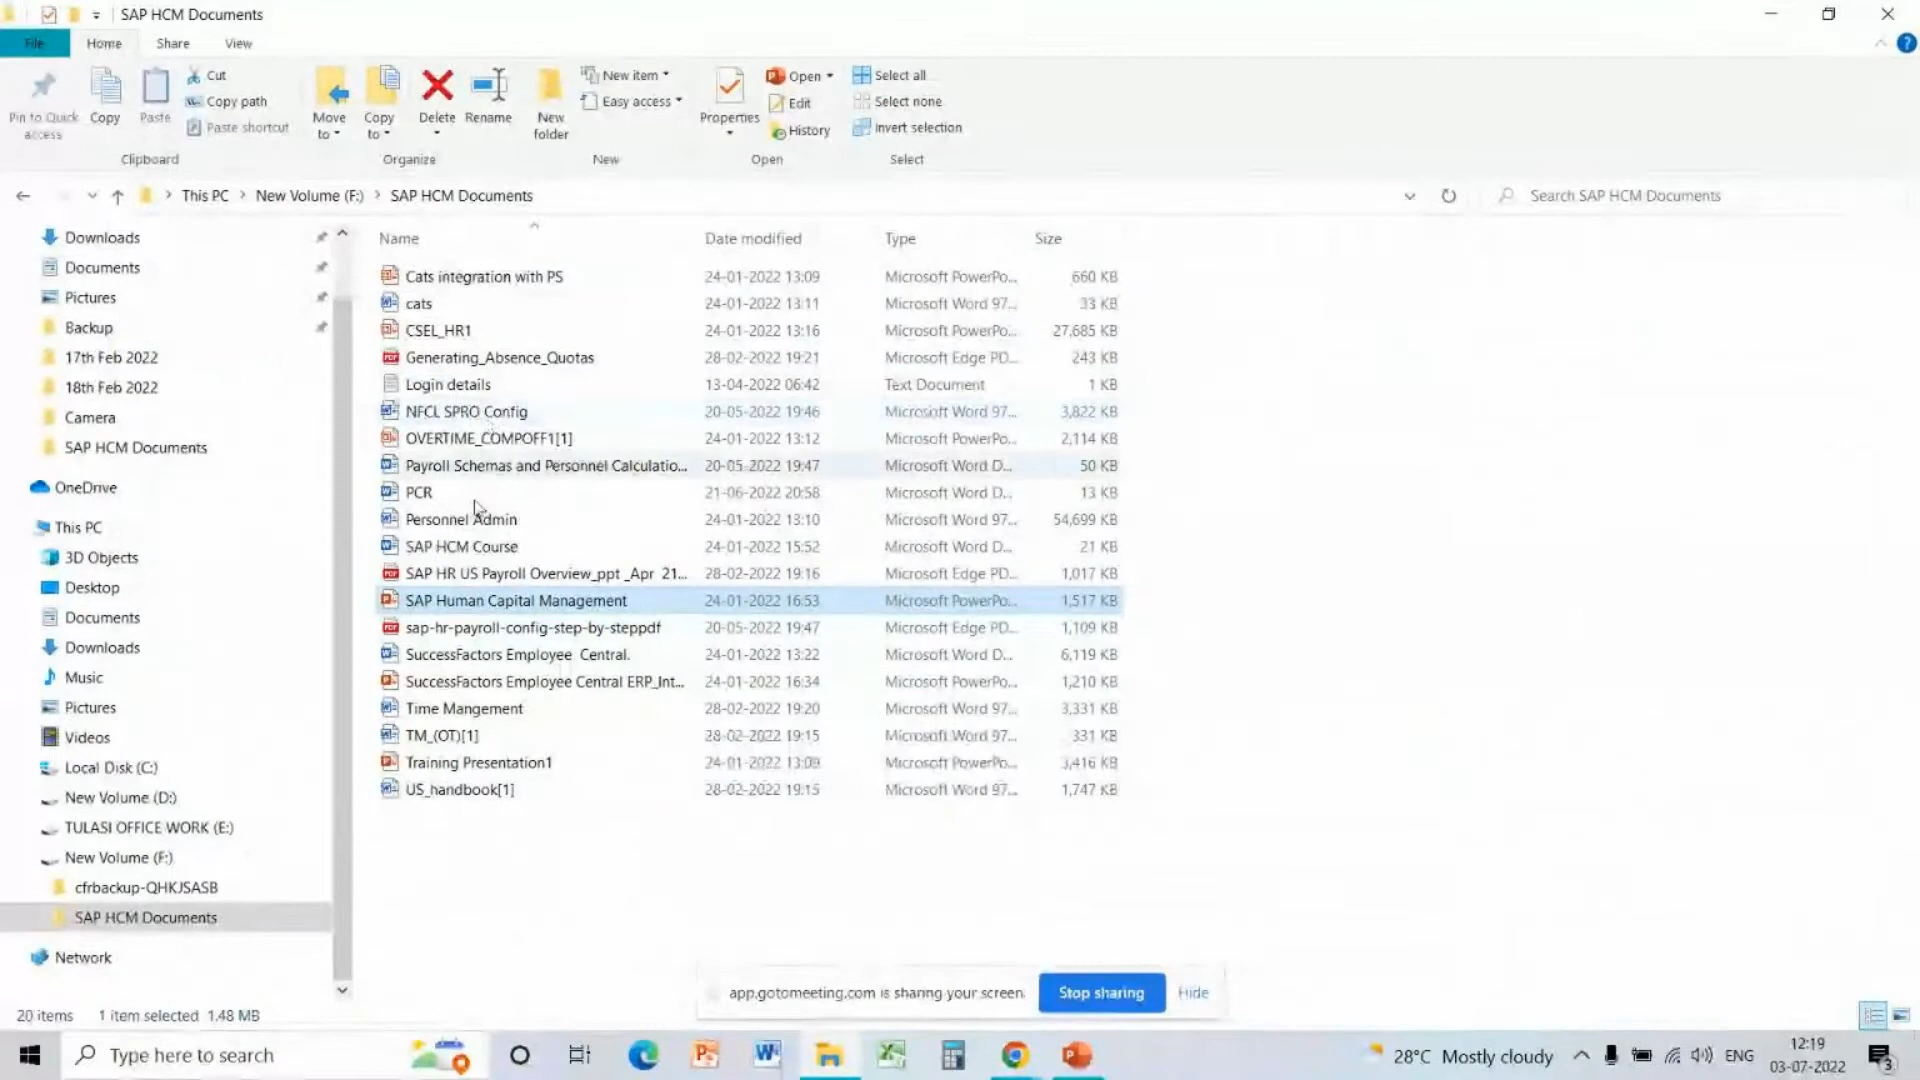 SAP HCM Documents
File Home Share View
Pin to Quick access
Copy
Paste
Cut
Copy path
Paste shortcut
Clipboard
Move to
Copy to
Delete
Rename
Organize
New folder
New item
Easy access
New
Properties
Open
Edit
History
Open
Select all
Select none
Invert selection
Select
This PC > New Volume (F:) > SAP HCM Documents
Search SAP HCM Documents
Downloads
Documents
Pictures
Backup
17th Feb 2022
18th Feb 2022
Camera
SAP HCM Documents
OneDrive
This PC
3D Objects
Desktop
Documents
Downloads
Music
Pictures
Videos
Local Disk (C:)
New Volume (D:)
TULASI OFFICE WORK (E:)
New Volume (F:)
cfrbackup-QHKJSASB
SAP HCM Documents
Network
Name Date modified Type Size
Cats integration with PS 24-01-2022 13:09 Microsoft PowerPo... 660 KB
cats 24-01-2022 13:11 Microsoft Word 97... 33 KB
CSEL_HR1 24-01-2022 13:16 Microsoft PowerPo... 27,685 KB
Generating_Absence_Quotas 28-02-2022 19:21 Microsoft Edge PD... 243 KB
Login details 13-04-2022 06:42 Text Document 1 KB
NFCL SPRO Config 20-05-2022 19:46 Microsoft Word 97... 3,822 KB
OVERTIME_COMPOFF1[1] 24-01-2022 13:12 Microsoft PowerPo... 2,114 KB
Payroll Schemas and Personnel Calculatio... 20-05-2022 19:47 Microsoft Word D... 50 KB
PCR 21-06-2022 20:58 Microsoft Word D... 13 KB
Personnel Admin 24-01-2022 13:10 Microsoft Word 97... 54,699 KB
SAP HCM Course 24-01-2022 15:52 Microsoft Word D... 21 KB
SAP HR US Payroll Overview_ppt _Apr 21... 28-02-2022 19:16 Microsoft Edge PD... 1,017 KB
SAP Human Capital Management 24-01-2022 16:53 Microsoft PowerPo... 1,517 KB
sap-hr-payroll-config-step-by-steppdf 20-05-2022 19:47 Microsoft Edge PD... 1,109 KB
SuccessFactors Employee Central. 24-01-2022 13:22 Microsoft Word D... 6,119 KB
SuccessFactors Employee Central ERP_Int... 24-01-2022 16:34 Microsoft PowerPo... 1,210 KB
Time Mangement 28-02-2022 19:20 Microsoft Word 97... 3,331 KB
TM_(OT)[1] 28-02-2022 19:15 Microsoft Word 97... 331 KB
Training Presentation1 24-01-2022 13:09 Microsoft PowerPo... 3,416 KB
US_handbook[1] 28-02-2022 19:15 Microsoft Word 97... 1,747 KB
app.gotomeeting.com is sharing your screen.
Stop sharing
Hide
20 items 1 item selected 1.48 MB
Type here to search
28°C Mostly cloudy
ENG
12:19
03-07-2022
3